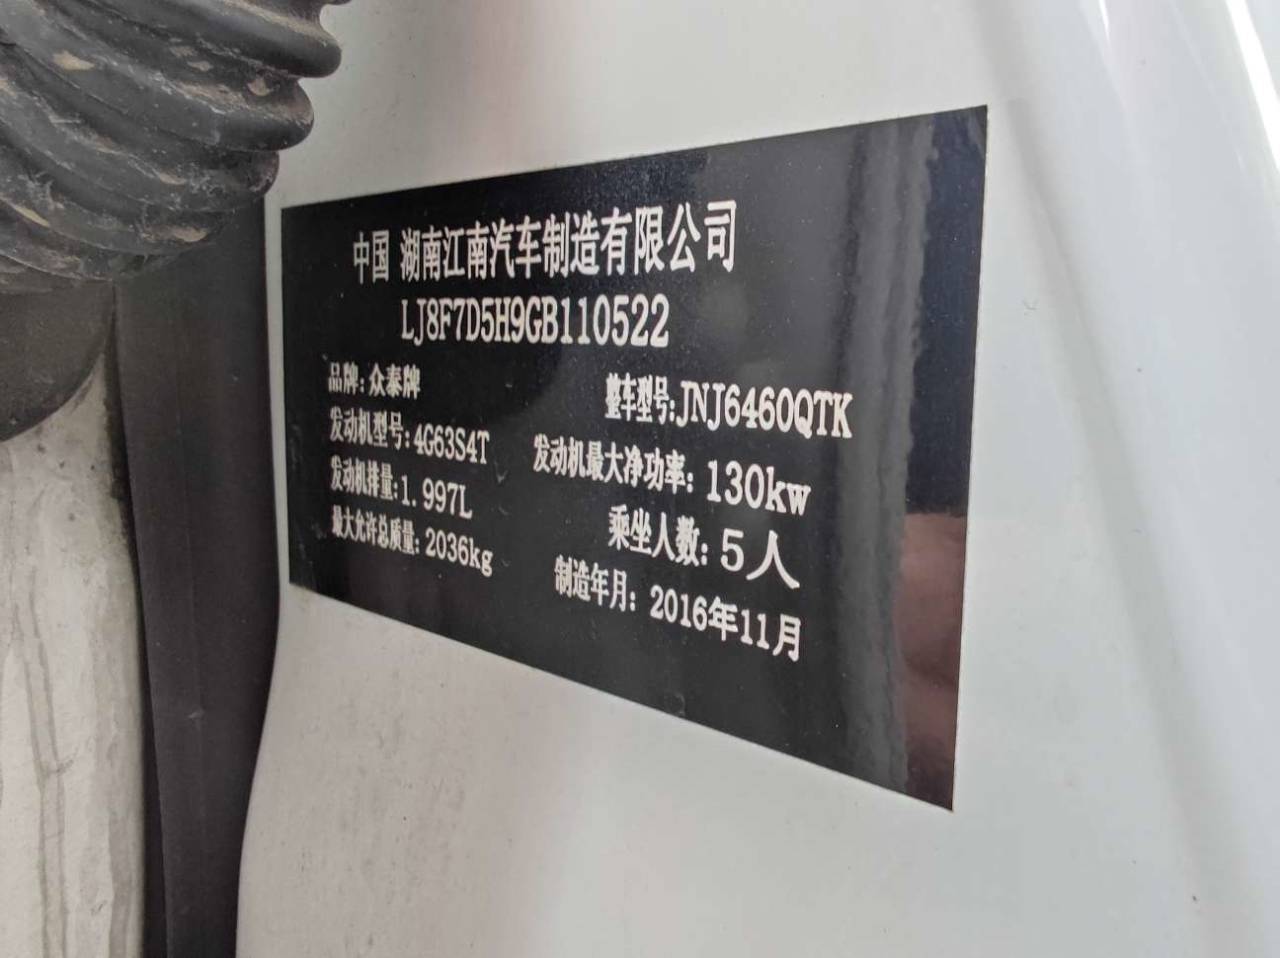 中国 湖南江南汽车制造有限公司
LJ8F7D5H9GB110522
品牌:众泰牌 整车型号:JNJ6460QTK
发动机型号:4G63S4T 发动机最大净功率:130kw
发动机排量:1.997L 乘坐人数:5人
最大允许总质量:2036kg 制造年月:2016年11月